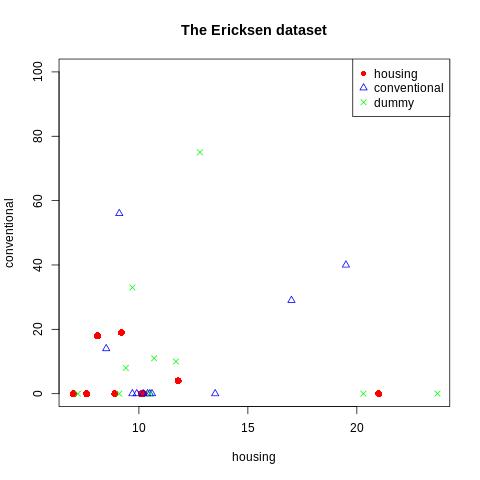 The Ericksen dataset
housing
conventional
dummy
100
80
60
40
20
0
conventional
10 15 20
housing